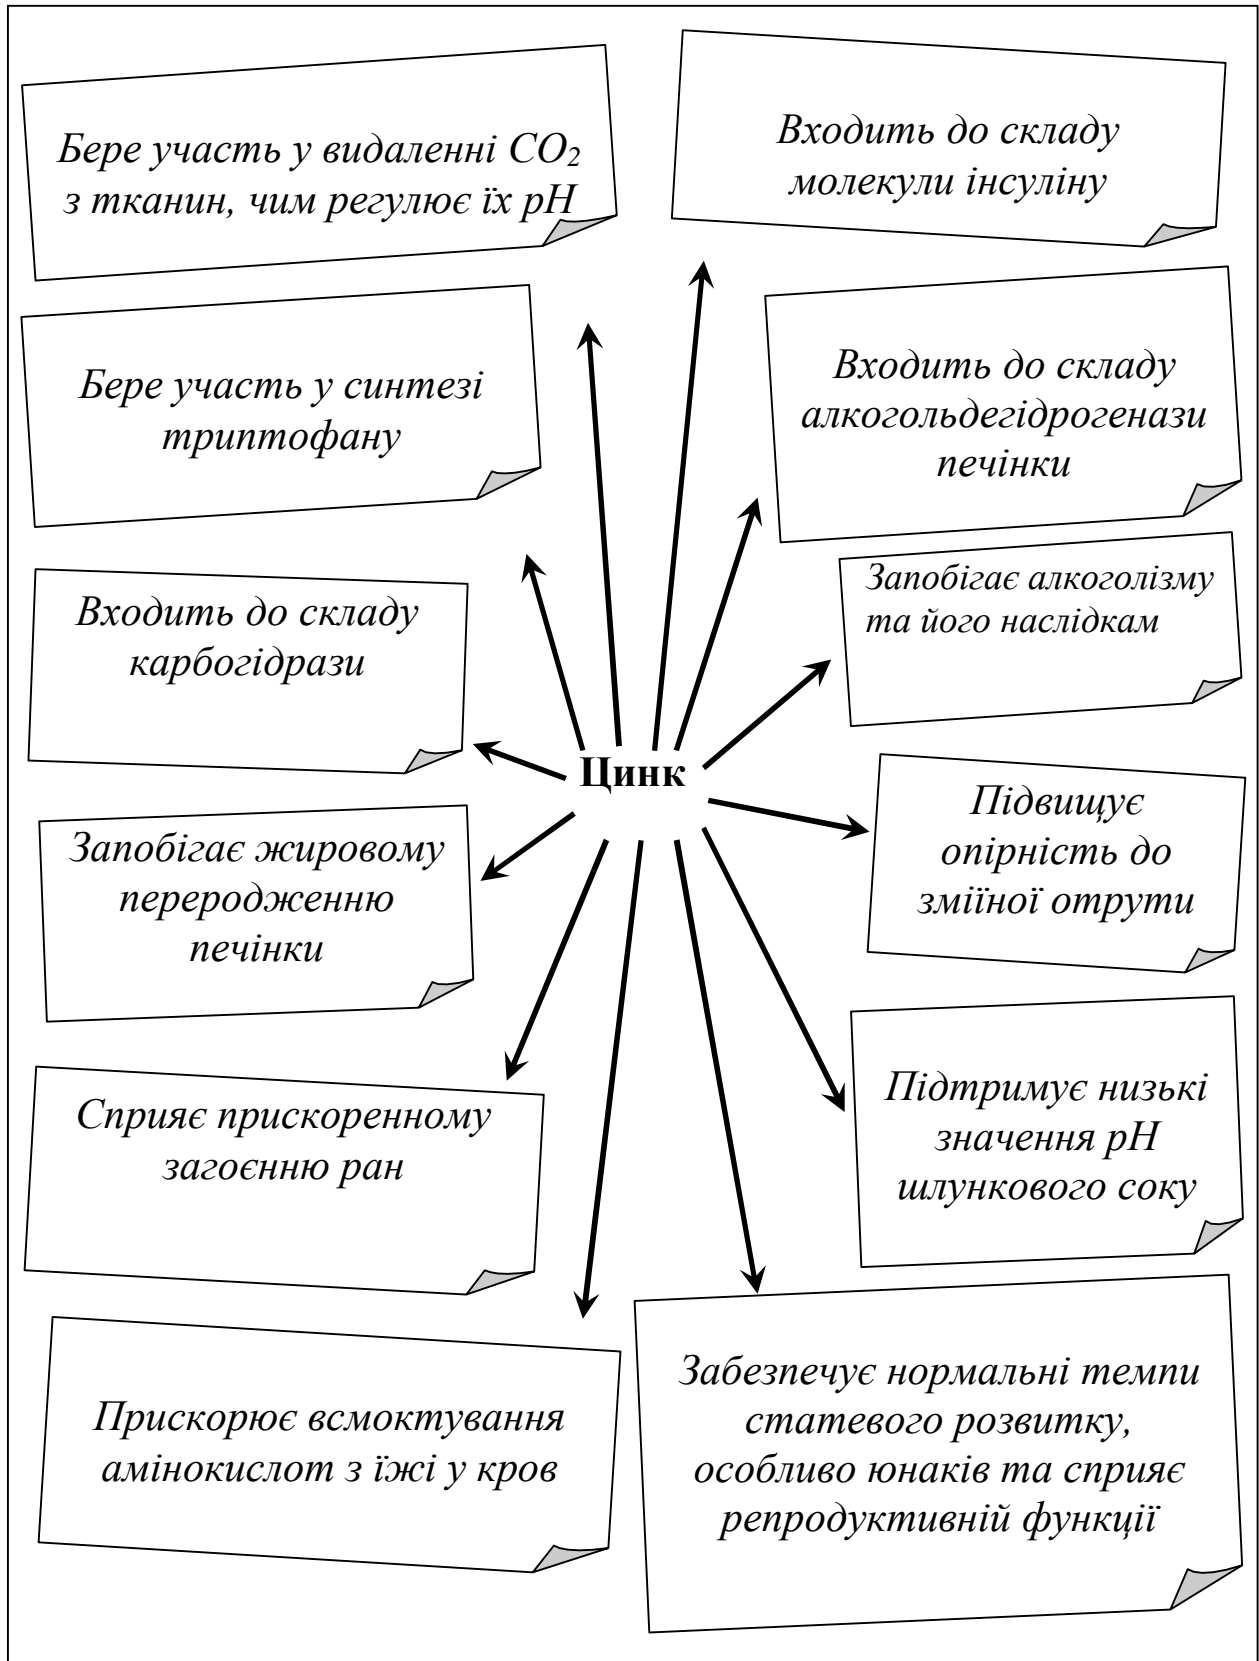 Бере участь у видаленні CO₂
з тканин, чим регулює їх pH
Входить до складу
молекули інсуліну
Бере участь у синтезі
триптофану
Входить до складу
алкогольдегідрогенази
печінки
Входить до складу
карбогідрази
Запобігає алкоголізму
та його наслідкам
Цинк
Запобігає жировому
переродженню
печінки
Підвищує
опірність до
зміїної отрути
Сприяє прискоренному
загоєнню ран
Підтримує низькі
значення pH
шлункового соку
Прискорює всмоктування
амінокислот з їжі у кров
Забезпечує нормальні темпи
статевого розвитку,
особливо юнаків та сприяє
репродуктивній функції